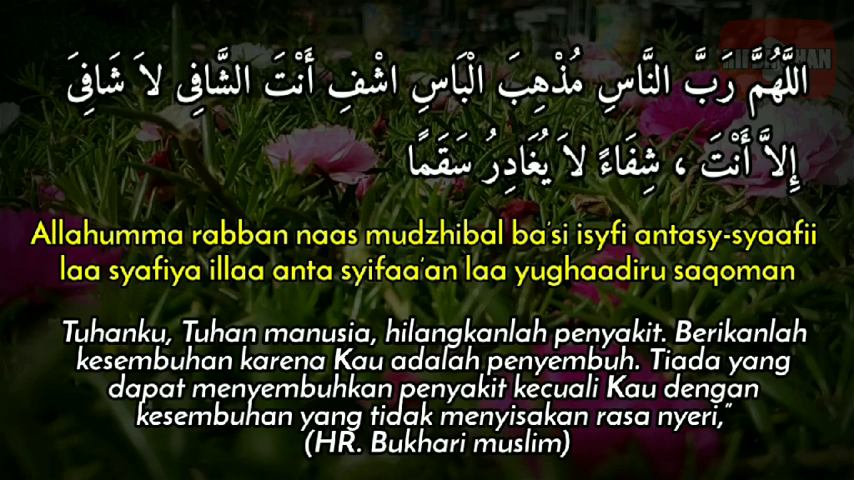 اللَّهُمَّ رَبَّ النَّاسِ مُذْهِبَ الْبَاسِ اشْفِ أَنْتَ الشَّافِى لاَ شَافِىَ
إِلاَّ أَنْتَ ، شِفَاءً لاَ يُغَادِرُ سَقَمًا
Allahumma rabban naas mudzhibal ba'si isyfi antasy-syaafii
laa syafiya illaa anta syifaa'an laa yughaadiru saqoman
Tuhanku, Tuhan manusia, hilangkanlah penyakit. Berikanlah
kesembuhan karena Kau adalah penyembuh. Tiada yang
dapat menyembuhkan penyakit kecuali Kau dengan
kesembuhan yang tidak menyisakan rasa nyeri,"
(HR. Bukhari muslim)